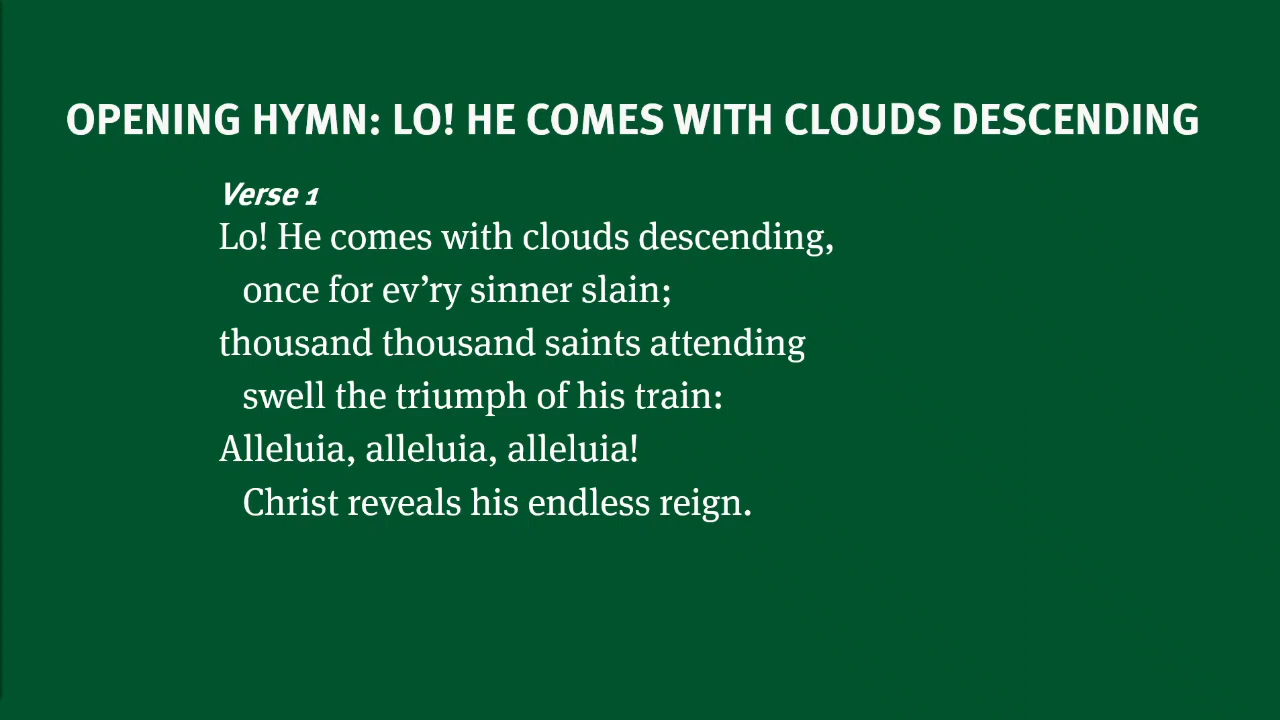 OPENING HYMN: LO! HE COMES WITH CLOUDS DESCENDING
Verse 1
Lo! He comes with clouds descending,
once for ev’ry sinner slain;
thousand thousand saints attending
swell the triumph of his train:
Alleluia, alleluia, alleluia!
Christ reveals his endless reign.